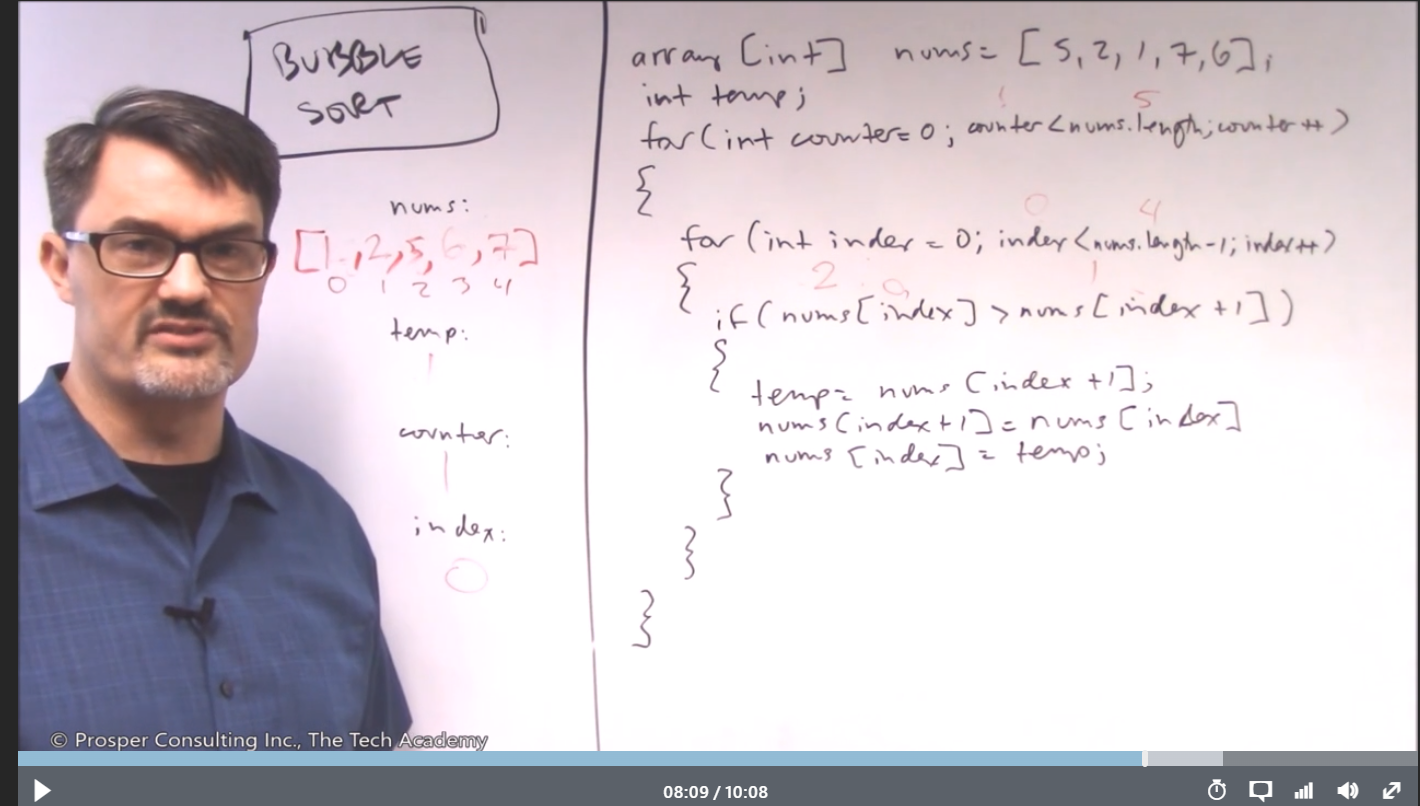 BUBBLE
SORT
nums:
[1,2,5,6,7]
0 1 2 3 4
temp:
1
counter:
1
index:
0
array [int] nums= [5,2,1,7,6];
int temp;
1 5
for(int counter=0; counter<nums.length;counter++)
{
0 4
for (int index = 0; index<nums.length-1; index++)
{
2 0 1
if(nums[index] > nums[index +1])
{
temp= nums [index +1];
nums[index+1] = nums [index]
nums [index] = temp;
}
}
}
© Prosper Consulting Inc., The Tech Academy
08:09 / 10:08